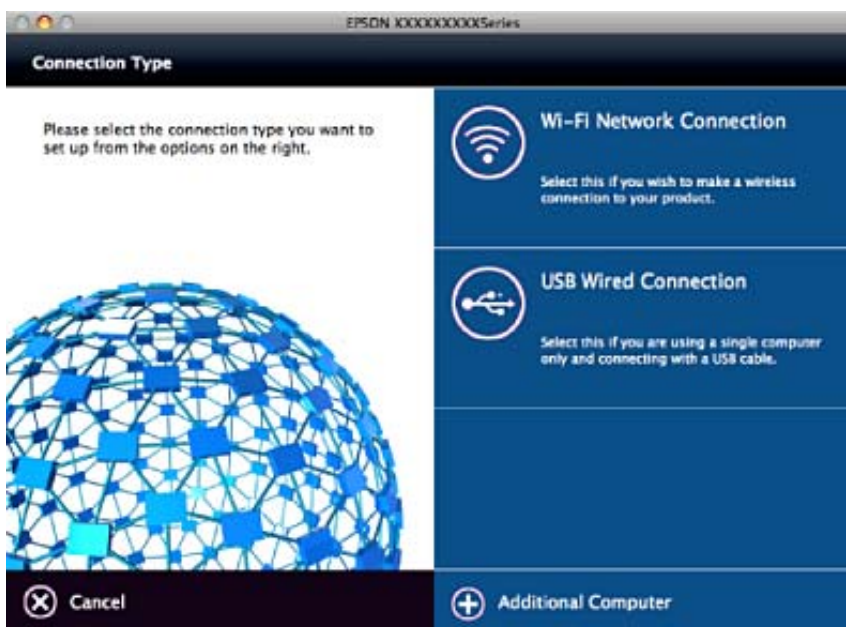 EPSON XXXXXXXXXSeries
Connection Type
Please select the connection type you want to
set up from the options on the right.
Wi-Fi Network Connection
Select this if you wish to make a wireless
connection to your product.
USB Wired Connection
Select this if you are using a single computer
only and connecting with a USB cable.
Cancel
Additional Computer